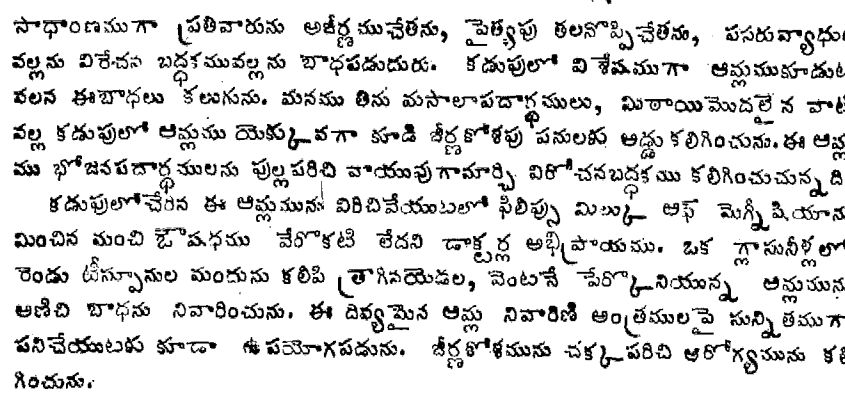 సాధారణముగా ప్రతివారును అజీర్ణముచేతను, పైత్యపు తలనొప్పిచేతను, పసరువ్యాధుల
వల్లను విరేచన బద్ధకమువల్లను బాధపడుదురు. కడుపులో విశేషముగా ఆమ్లముకూడుట
వలన ఈబాధలు కలుగును. మనము తిను మసాలాపదార్థములు, మిఠాయిమొదలైన వాటి
వల్ల కడుపులో ఆమ్లము యెక్కువగా కూడి జీర్ణకోశపు పనులకు అడ్డు కలిగించును. ఈ ఆమ్ల
ము భోజనపదార్థములను పుల్లపరిచి వాయువుగామార్చి విరోచనబద్ధకము కలిగించుచున్నది
కడుపులోచేరిన ఈ ఆమ్లమును విరిచివేయుటలో ఫిలిప్సు మిల్కు ఆఫ్ మెగ్నీషియాను
మించిన మంచి ఔషధము వేరొకటి లేదని డాక్టర్ల అభిప్రాయము. ఒక గ్లాసునీళ్లలో
రెండు టీస్పూనుల మందును కలిపి త్రాగినయెడల, వెంటనే పేర్కొనియున్న ఆమ్లమును
అణిచి బాధను నివారించును. ఈ దివ్యమైన ఆమ్ల నివారిణి అంత్రములపై సున్నితముగా
పనిచేయుటకు కూడా ఉపయోగపడును. జీర్ణకోశమును చక్కపరిచి ఆరోగ్యమును కలి
గించును.